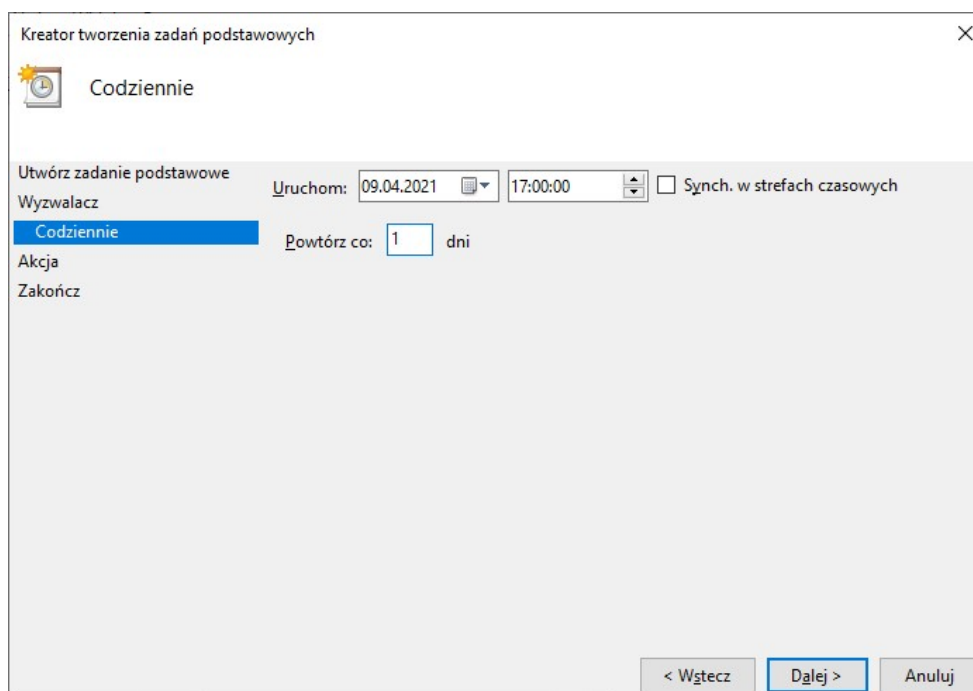 Kreator tworzenia zadań podstawowych
Codziennie
Utwórz zadanie podstawowe
Wyzwalacz
Codziennie
Akcja
Zakończ
Uruchom: 09.04.2021 17:00:00 Synch. w strefach czasowych
Powtórz co: 1 dni
< Wstecz Dalej > Anuluj